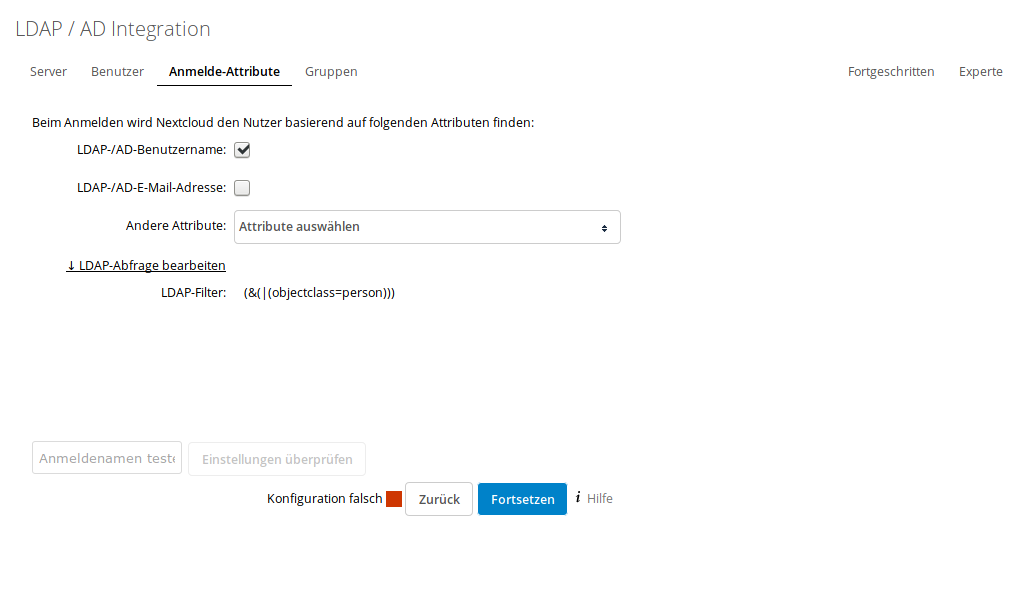 LDAP / AD Integration
Server Benutzer Anmelde-Attribute Gruppen Fortgeschritten Experte
Beim Anmelden wird Nextcloud den Nutzer basierend auf folgenden Attributen finden:
LDAP-/AD-Benutzername:
LDAP-/AD-E-Mail-Adresse:
Andere Attribute: Attribute auswählen
↓ LDAP-Abfrage bearbeiten
LDAP-Filter: (&(|(objectclass=person)))
Anmeldenamen teste Einstellungen überprüfen
Konfiguration falsch Zurück Fortsetzen i Hilfe